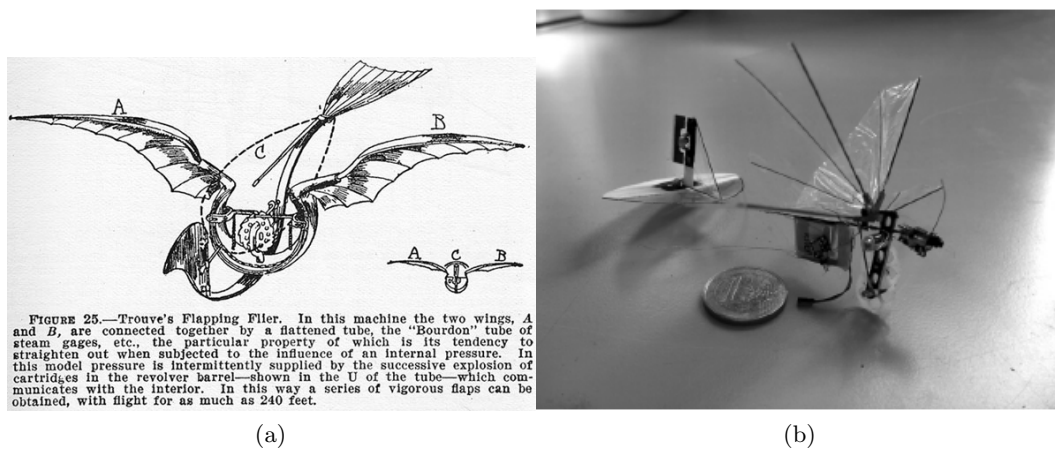 A
B
C
A C B
FIGURE 25.—Trouve's Flapping Flier. In this machine the two wings, A
and B, are connected together by a flattened tube, the "Bourdon" tube of
steam gages, etc., the particular property of which is its tendency to
straighten out when subjected to the influence of an internal pressure. In
this model pressure is intermittently supplied by the successive explosion of
cartridges in the revolver barrel—shown in the U of the tube—which com-
municates with the interior. In this way a series of vigorous flaps can be
obtained, with flight for as much as 240 feet.
(a)
(b)